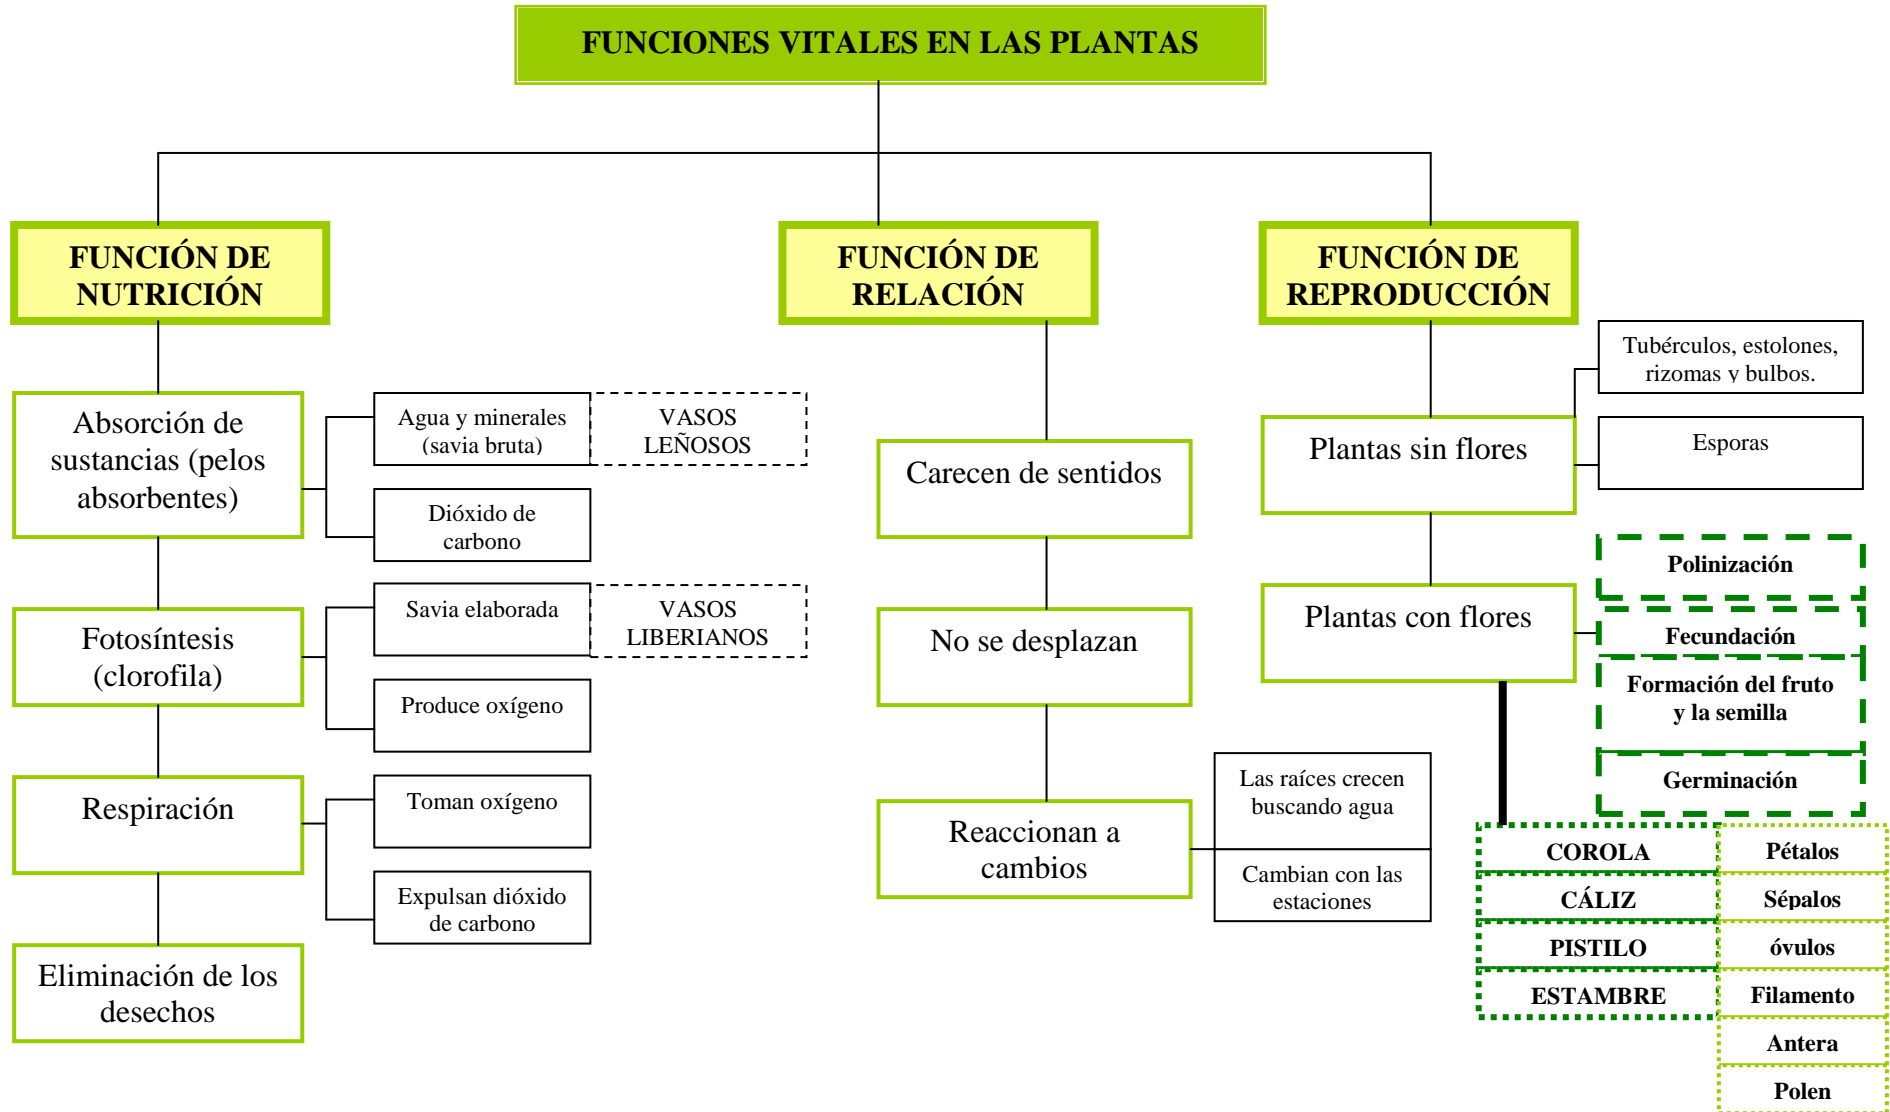 FUNCIONES VITALES EN LAS PLANTAS
FUNCIÓN DE
NUTRICIÓN
Absorción de
sustancias (pelos
absorbentes)
Agua y minerales
(savia bruta)
VASOS
LEÑOSOS
Dióxido de
carbono
Fotosíntesis
(clorofila)
Savia elaborada
VASOS
LIBERIANOS
Produce oxígeno
Respiración
Toman oxígeno
Expulsan dióxido
de carbono
Eliminación de los
desechos
FUNCIÓN DE
RELACIÓN
Carecen de sentidos
No se desplazan
Reaccionan a
cambios
Las raíces crecen
buscando agua
Cambian con las
estaciones
FUNCIÓN DE
REPRODUCCIÓN
Plantas sin flores
Tubérculos, estolones,
rizomas y bulbos.
Esporas
Plantas con flores
Polinización
Fecundación
Formación del fruto
y la semilla
Germinación
COROLA
Pétalos
CÁLIZ
Sépalos
PISTILO
óvulos
ESTAMBRE
Filamento
Antera
Polen